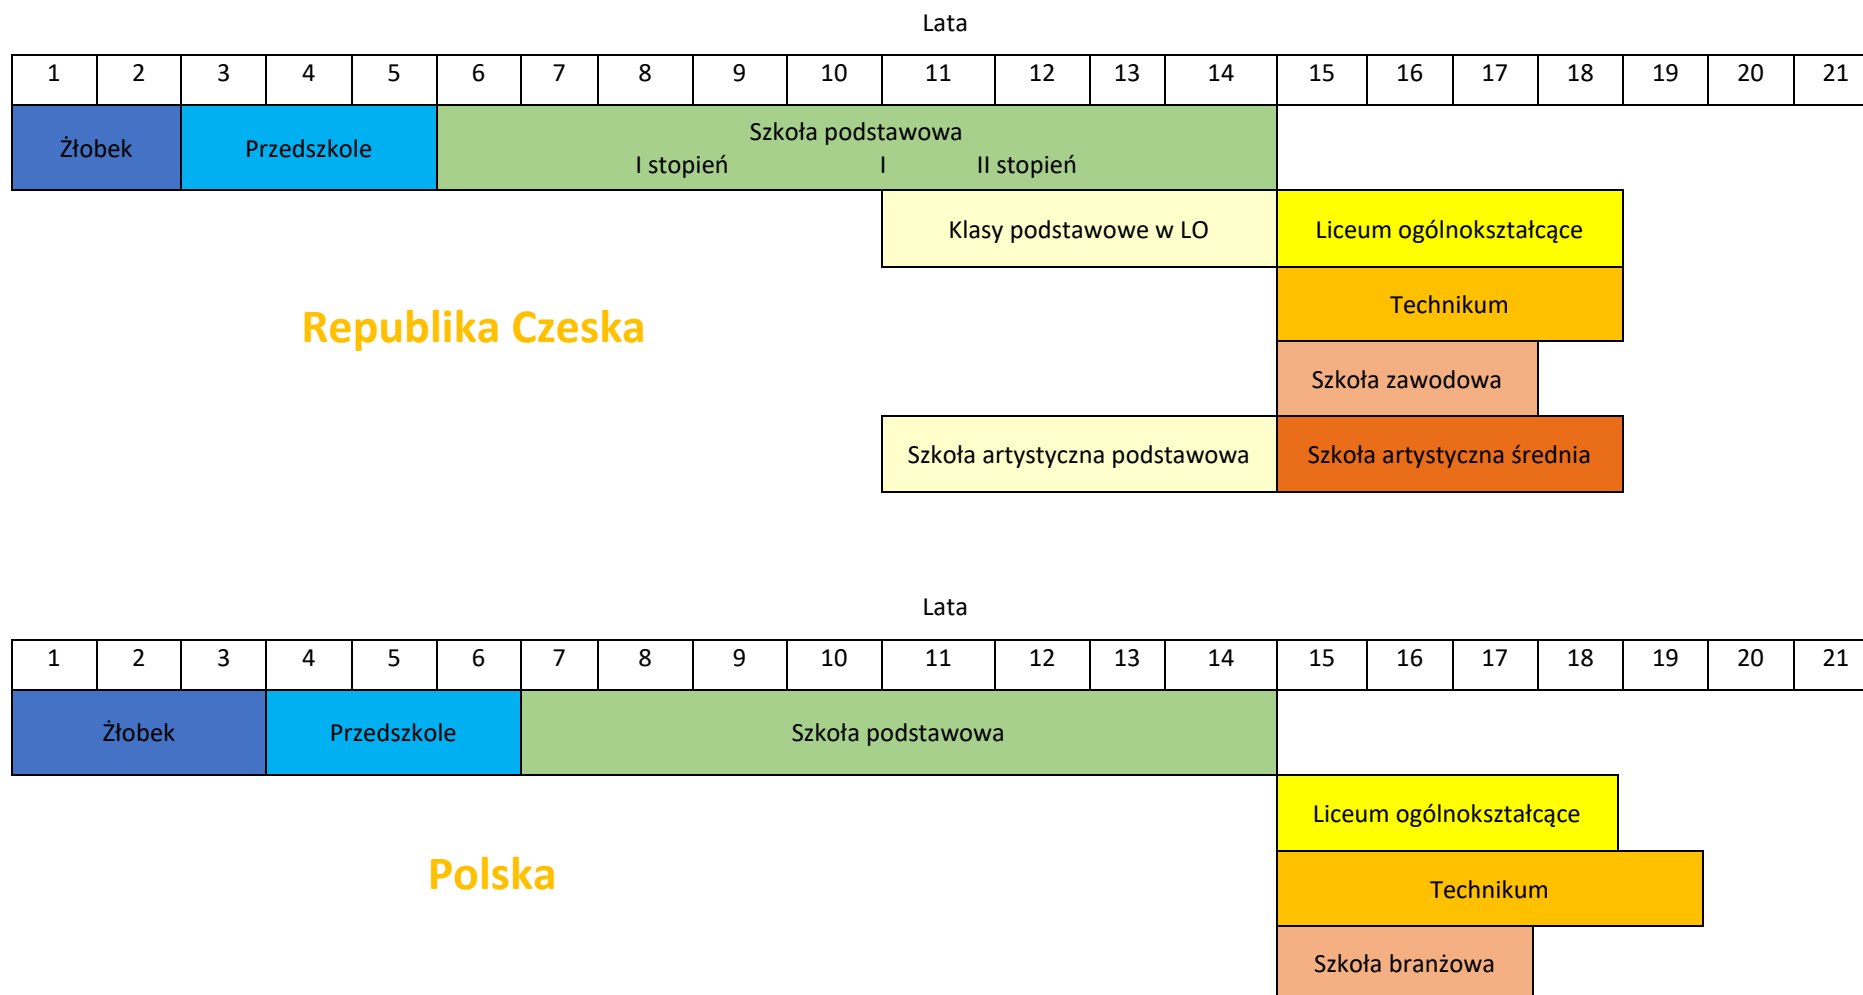 Lata
1 2 3 4 5 6 7 8 9 10 11 12 13 14 15 16 17 18 19 20 21
Żłobek Przedszkole Szkoła podstawowa
I stopień I II stopień
Klasy podstawowe w LO Liceum ogólnokształcące
Technikum
Republika Czeska
Szkoła zawodowa
Szkoła artystyczna podstawowa Szkoła artystyczna średnia
Lata
1 2 3 4 5 6 7 8 9 10 11 12 13 14 15 16 17 18 19 20 21
Żłobek Przedszkole Szkoła podstawowa
Liceum ogólnokształcące
Polska
Technikum
Szkoła branżowa